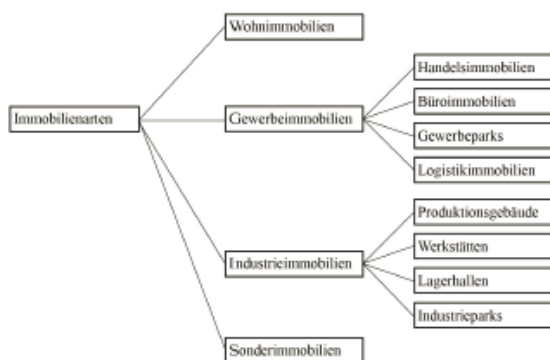 Wohnimmobilien
Handelsimmobilien
Büroimmobilien
Immobilienarten
Gewerbeimmobilien
Gewerbeparks
Logistikimmobilien
Produktionsgebäude
Werkstätten
Industrieimmobilien
Lagerhallen
Industrieparks
Sonderimmobilien